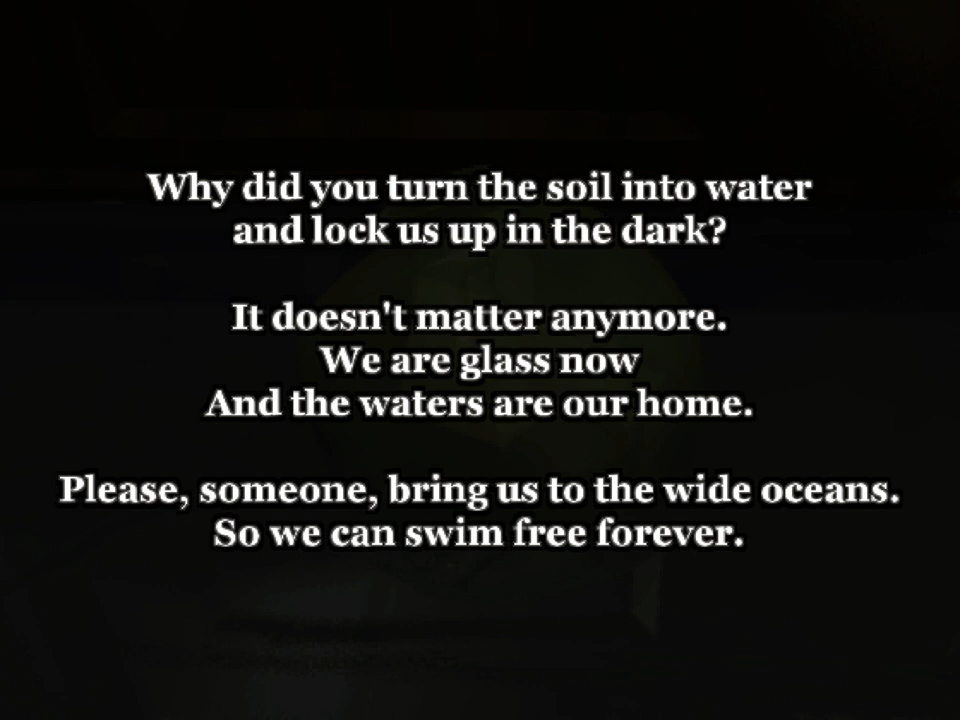 Why did you turn the soil into water
and lock us up in the dark?
It doesn't matter anymore.
We are glass now
And the waters are our home.
Please, someone, bring us to the wide oceans.
So we can swim free forever.